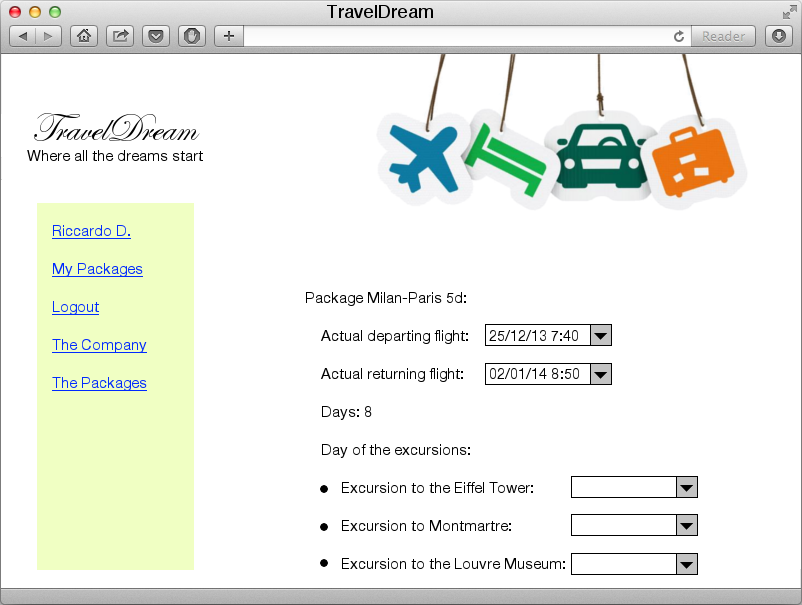 TravelDream
Reader
TravelDream
Where all the dreams start
Riccardo D.
My Packages
Logout
The Company
The Packages
Package Milan-Paris 5d:
Actual departing flight: 25/12/13 7:40
Actual returning flight: 02/01/14 8:50
Days: 8
Day of the excursions:
Excursion to the Eiffel Tower:
Excursion to Montmartre:
Excursion to the Louvre Museum: